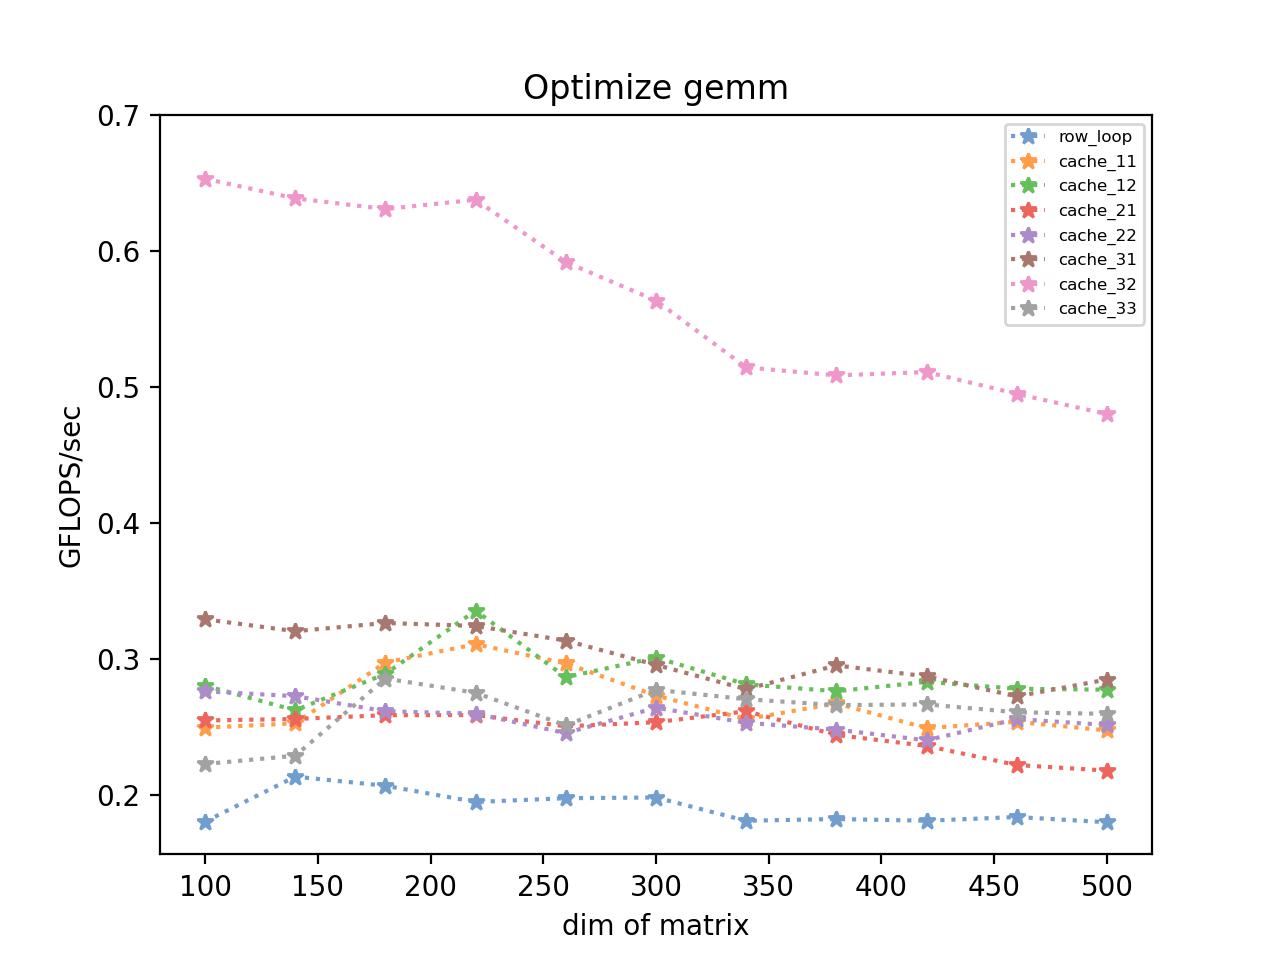 Optimize gemm
0.7
0.6
0.5
0.4
0.3
0.2
GFLOPS/sec
row_loop
cache_11
cache_12
cache_21
cache_22
cache_31
cache_32
cache_33
100 150 200 250 300 350 400 450 500
dim of matrix